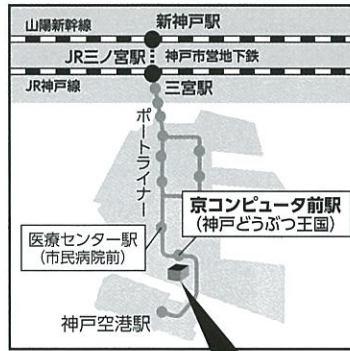 山陽新幹線
新神戸駅
JR三ノ宮駅
神戸市営地下鉄
JR神戸線
三宮駅
ポートライナー
京コンピュータ前駅
(神戸どうぶつ王国)
医療センター駅
(市民病院前)
神戸空港駅